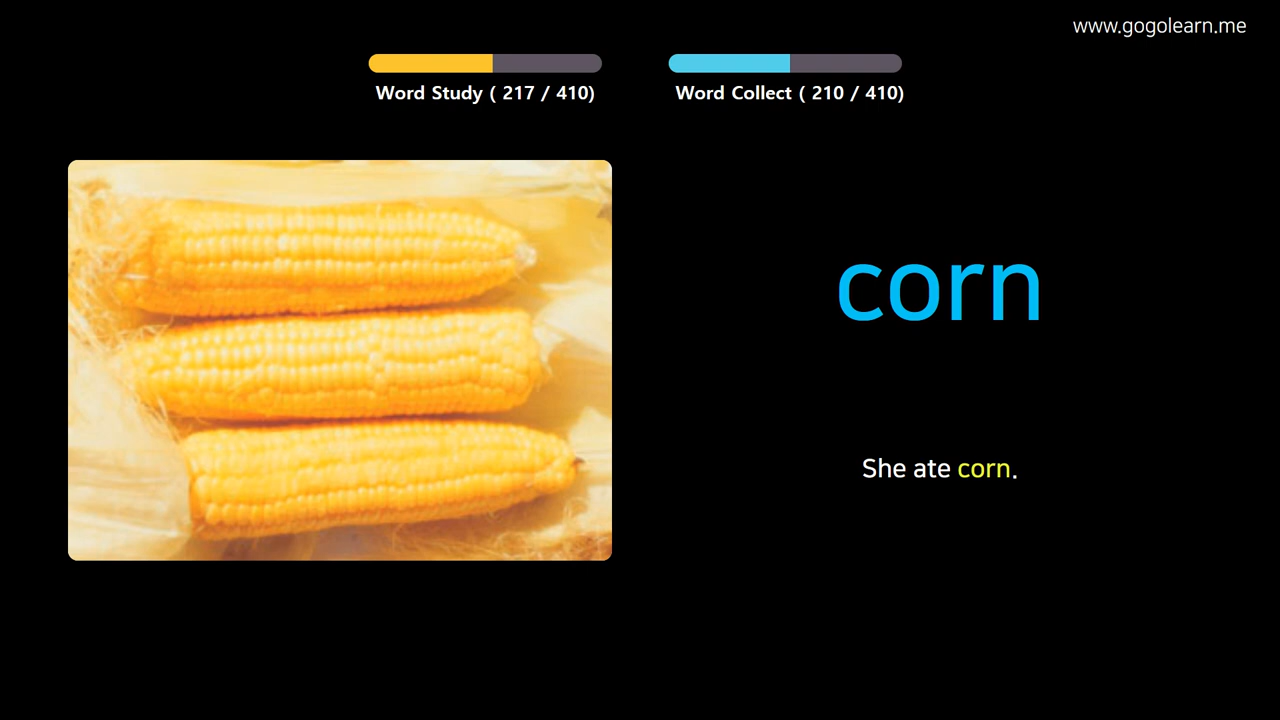 www.gogolearn.me
Word Study ( 217 / 410)
Word Collect ( 210 / 410)
corn
She ate corn.